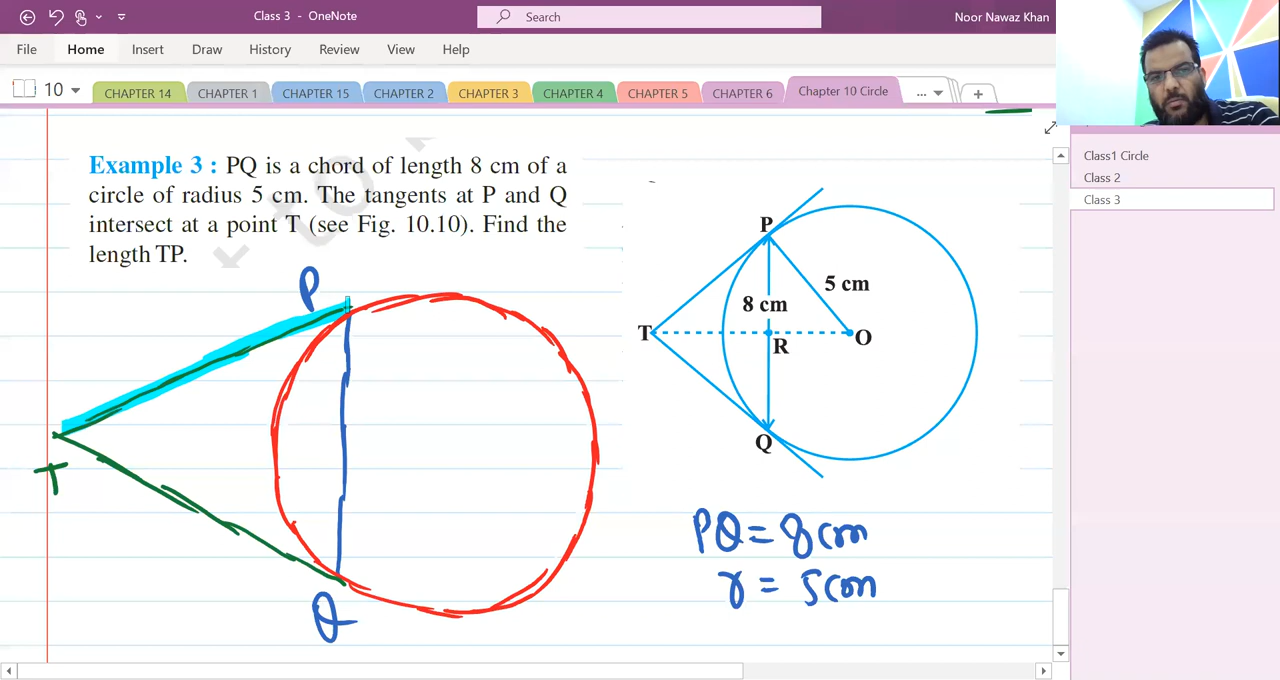 Class 3 - OneNote
Search
Noor Nawaz Khan
File
Home
Insert
Draw
History
Review
View
Help
10
CHAPTER 14
CHAPTER 1
CHAPTER 15
CHAPTER 2
CHAPTER 3
CHAPTER 4
CHAPTER 5
CHAPTER 6
Chapter 10 Circle
...
Class1 Circle
Class 2
Class 3
Example 3 : PQ is a chord of length 8 cm of a
circle of radius 5 cm. The tangents at P and Q
intersect at a point T (see Fig. 10.10). Find the
length TP.
P
T
Q
P
5 cm
8 cm
T
R
O
Q
PQ = 8 cm
r = 5 cm